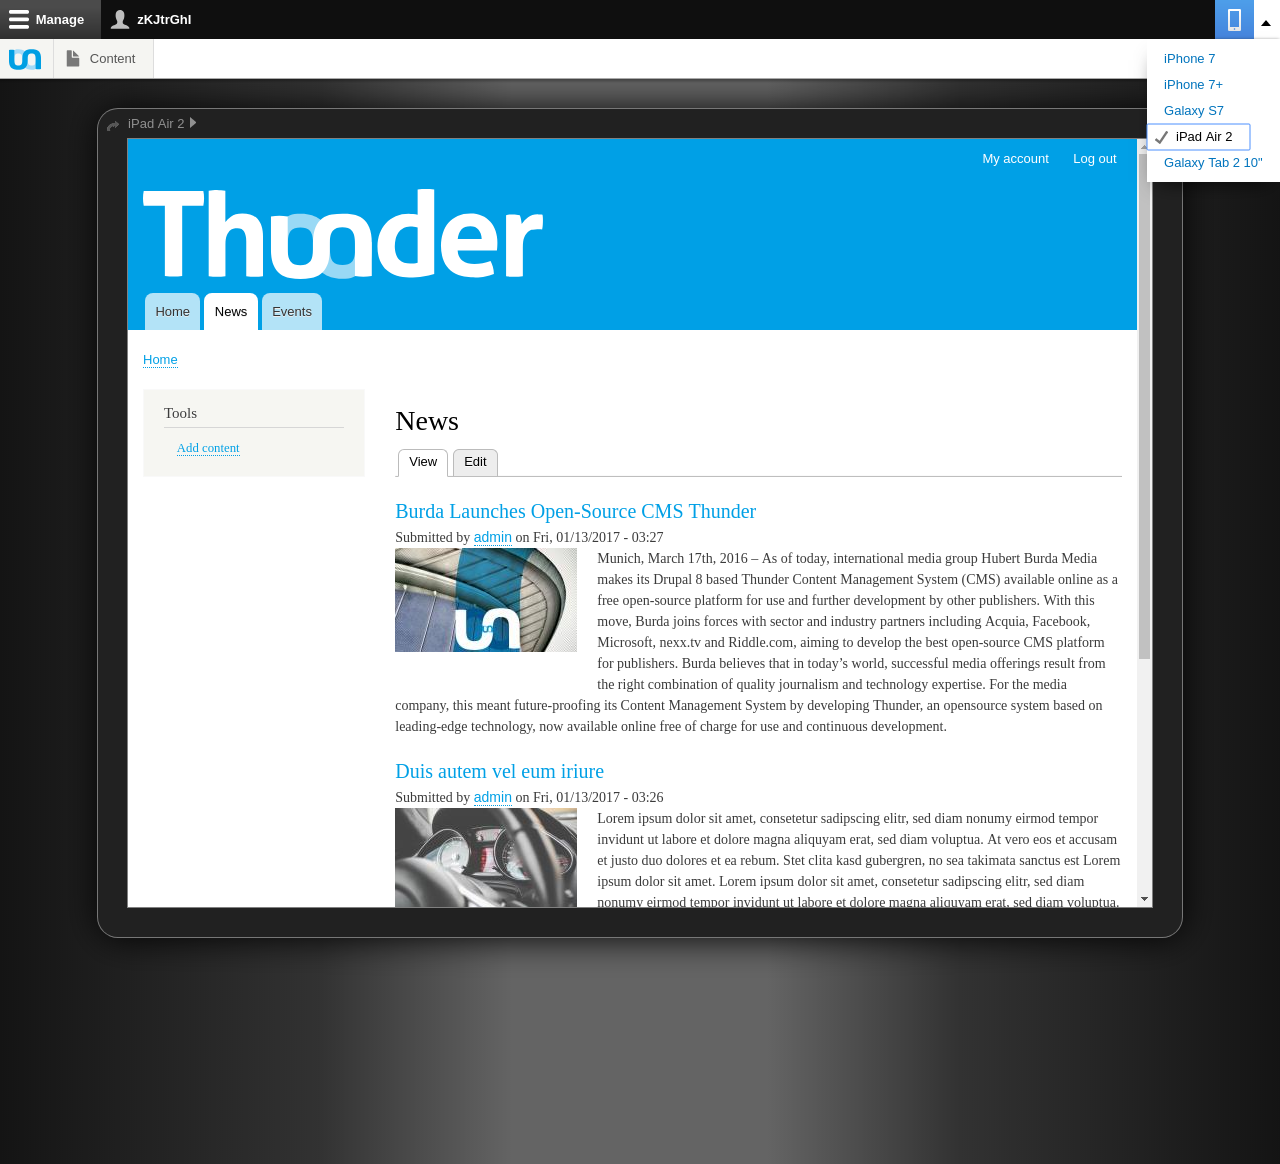 Manage
zKJtrGhl
Content
iPhone 7
iPhone 7+
Galaxy S7
iPad Air 2
Galaxy Tab 2 10"
iPad Air 2
My account
Log out
Thunder
Home
News
Events
Home
Tools
Add content
News
View
Edit
Burda Launches Open-Source CMS Thunder
Submitted by admin on Fri, 01/13/2017 - 03:27
Munich, March 17th, 2016 – As of today, international media group Hubert Burda Media
makes its Drupal 8 based Thunder Content Management System (CMS) available online as a
free open-source platform for use and further development by other publishers. With this
move, Burda joins forces with sector and industry partners including Acquia, Facebook,
Microsoft, nexx.tv and Riddle.com, aiming to develop the best open-source CMS platform
for publishers. Burda believes that in today’s world, successful media offerings result from
the right combination of quality journalism and technology expertise. For the media
company, this meant future-proofing its Content Management System by developing Thunder, an opensource system based on
leading-edge technology, now available online free of charge for use and continuous development.
Duis autem vel eum iriure
Submitted by admin on Fri, 01/13/2017 - 03:26
Lorem ipsum dolor sit amet, consetetur sadipscing elitr, sed diam nonumy eirmod tempor
invidunt ut labore et dolore magna aliquyam erat, sed diam voluptua. At vero eos et accusam
et justo duo dolores et ea rebum. Stet clita kasd gubergren, no sea takimata sanctus est Lorem
ipsum dolor sit amet. Lorem ipsum dolor sit amet, consetetur sadipscing elitr, sed diam
nonumy eirmod tempor invidunt ut labore et dolore magna aliquyam erat, sed diam voluptua.